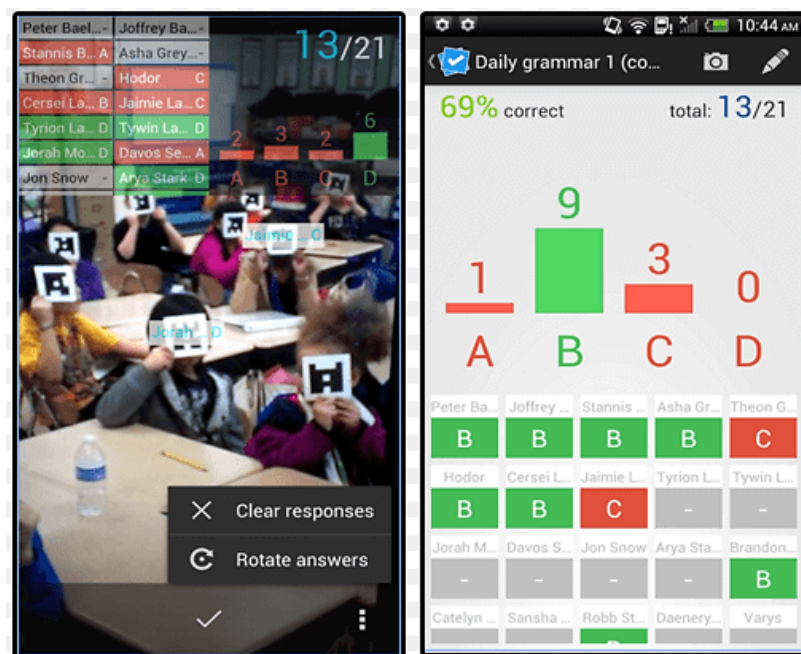 Peter Bael...- Joffrey Ba...-
Stannis B... A Asha Grey...-
Theon Gr... - Hodor C
Cersei La... B Jaimie La... C
Tyrion La... D Tywin La... D
Jorah Mo... D Davos Se... A
Jon Snow - Arya Stark D
13/21
2 3 2 6
A B C D
Jaimie ... C
Jorah ... D
Clear responses
Rotate answers
10:44 AM
Daily grammar 1 (co...
69% correct total: 13/21
1 9 3 0
A B C D
Peter Ba... Joffrey ... Stannis ... Asha Gr... Theon G...
B B B B C
Hodor Cersei L... Jaimie L... Tyrion L... Tywin L...
B B C - -
Jorah M... Davos S... Jon Snow Arya Sta... Brandon...
- - - - B
Catelyn ... Sansha ... Robb St... Daenery... Varys